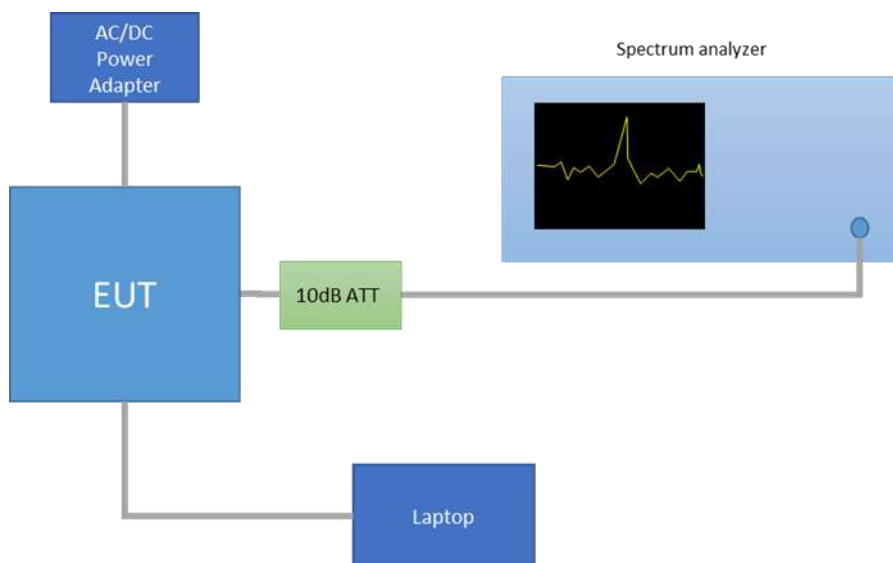 AC/DC
Power
Adapter
Spectrum analyzer
EUT
10dB ATT
Laptop